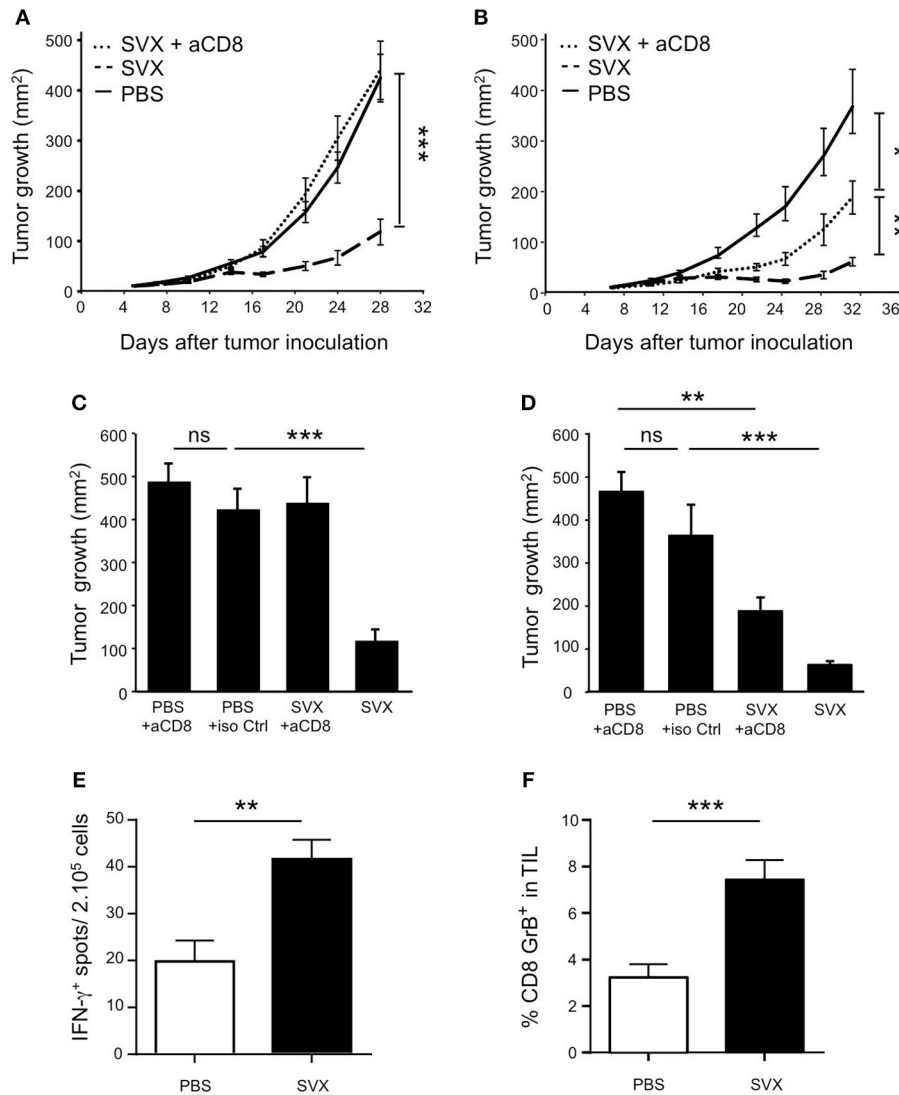 A
SVX + aCD8
SVX
PBS
Tumor growth (mm²)
500
400
300
200
100
0
0 4 8 12 16 20 24 28 32
Days after tumor inoculation
***
B
SVX + aCD8
SVX
PBS
Tumor growth (mm²)
500
400
300
200
100
0
0 4 8 12 16 20 24 28 32 36
Days after tumor inoculation
*
**
C
Tumor growth (mm²)
600
500
400
300
200
100
0
ns
***
PBS PBS SVX SVX
+aCD8 +iso Ctrl +aCD8
D
Tumor growth (mm²)
600
500
400
300
200
100
0
**
ns
***
PBS PBS SVX SVX
+aCD8 +iso Ctrl +aCD8
E
IFN-γ⁺ spots/ 2.10⁵ cells
50
40
30
20
10
0
**
PBS SVX
F
% CD8 GrB⁺ in TIL
10
8
6
4
2
0
***
PBS SVX